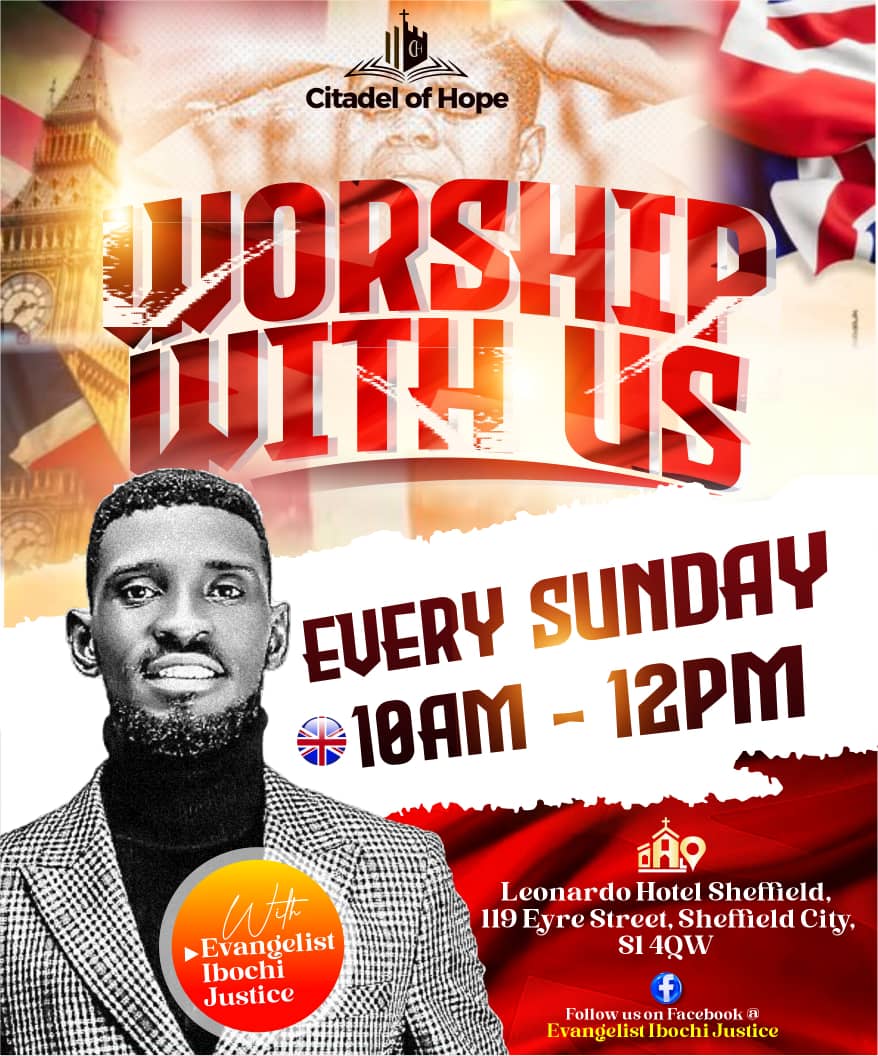 CH
Citadel of Hope
WORSHIP
WITH US
EVERY SUNDAY
10AM - 12PM
With
Evangelist
Ibochi
Justice
Leonardo Hotel Sheffield,
119 Eyre Street, Sheffield City,
S1 4QW
Follow us on Facebook @
Evangelist Ibochi Justice